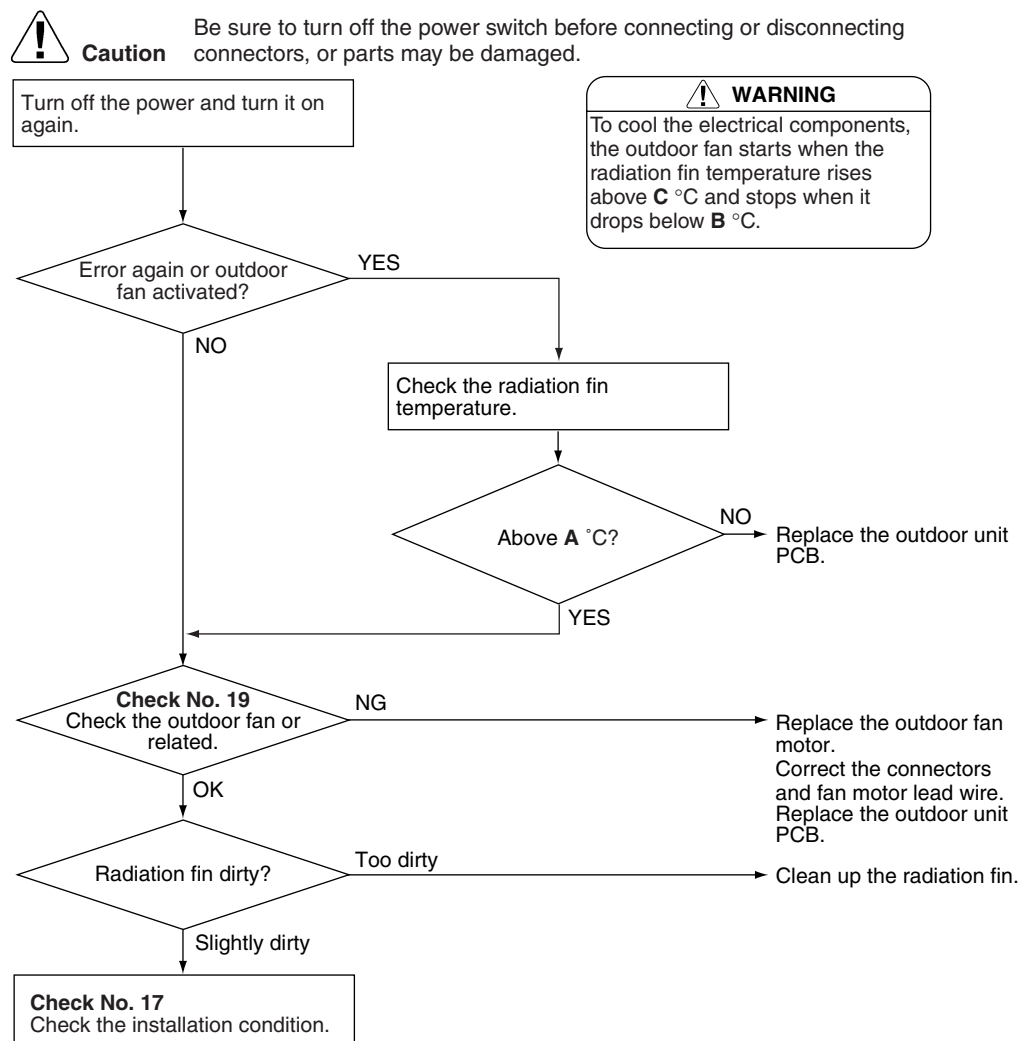 Be sure to turn off the power switch before connecting or disconnecting
Caution connectors, or parts may be damaged.
Turn off the power and turn it on
again.
WARNING
To cool the electrical components,
the outdoor fan starts when the
radiation fin temperature rises
above C °C and stops when it
drops below B °C.
Error again or outdoor
fan activated?
YES
NO
Check the radiation fin
temperature.
Above A °C?
NO
Replace the outdoor unit
PCB.
YES
Check No. 19
Check the outdoor fan or
related.
NG
Replace the outdoor fan
motor.
Correct the connectors
and fan motor lead wire.
Replace the outdoor unit
PCB.
OK
Radiation fin dirty?
Too dirty
Clean up the radiation fin.
Slightly dirty
Check No. 17
Check the installation condition.